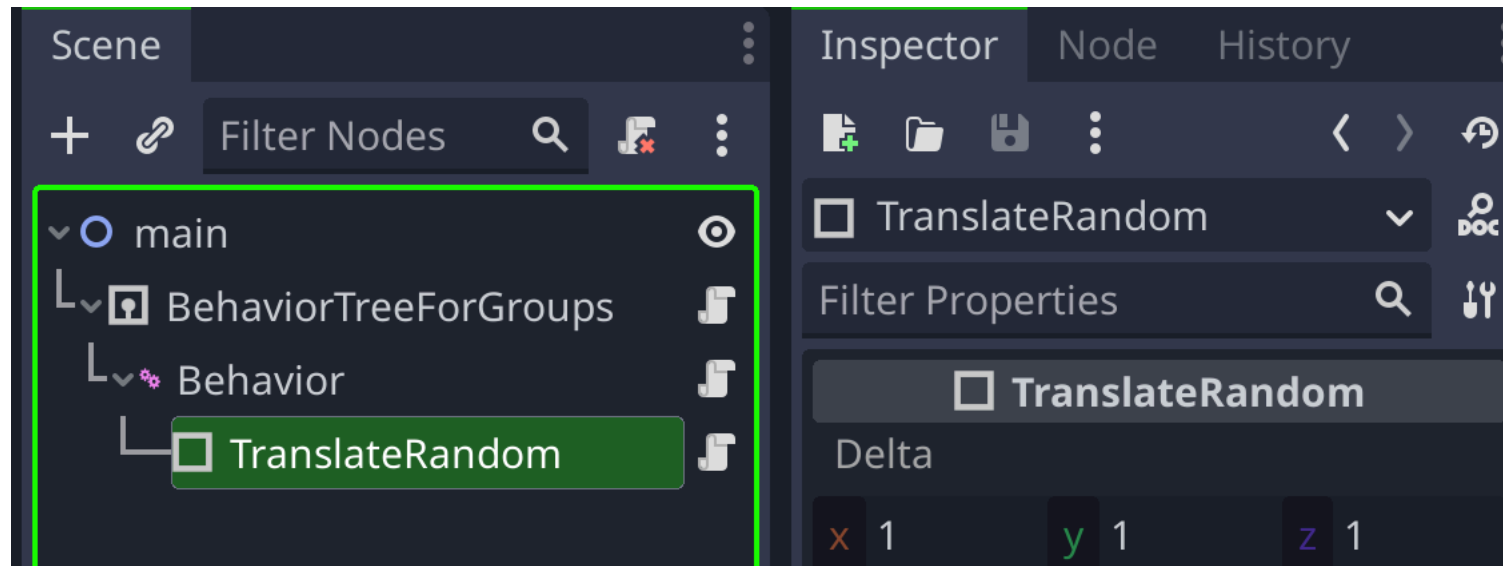 Scene
Inspector Node History
Filter Nodes
main
TranslateRandom
DOC
BehaviorTreeForGroups
Filter Properties
Behavior
TranslateRandom
TranslateRandom
Delta
x 1 y 1 z 1